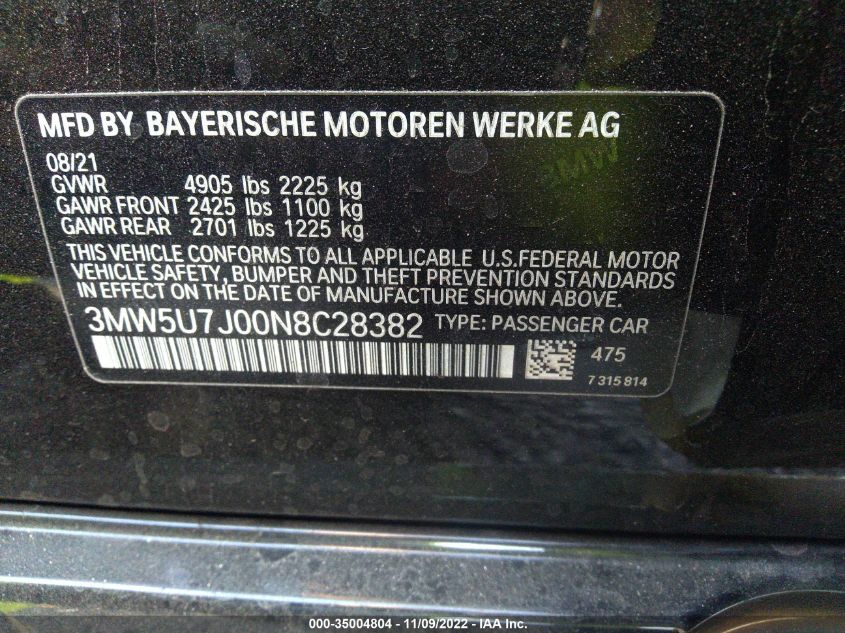 MFD BY BAYERISCHE MOTOREN WERKE AG
08/21
GVWR 4905 lbs 2225 kg
GAWR FRONT 2425 lbs 1100 kg
GAWR REAR 2701 lbs 1225 kg
THIS VEHICLE CONFORMS TO ALL APPLICABLE U.S.FEDERAL MOTOR
VEHICLE SAFETY, BUMPER AND THEFT PREVENTION STANDARDS
IN EFFECT ON THE DATE OF MANUFACTURE SHOWN ABOVE.
3MW5U7J00N8C28382 TYPE: PASSENGER CAR
475
7 315 814
000-35004804 - 11/09/2022 - IAA Inc.